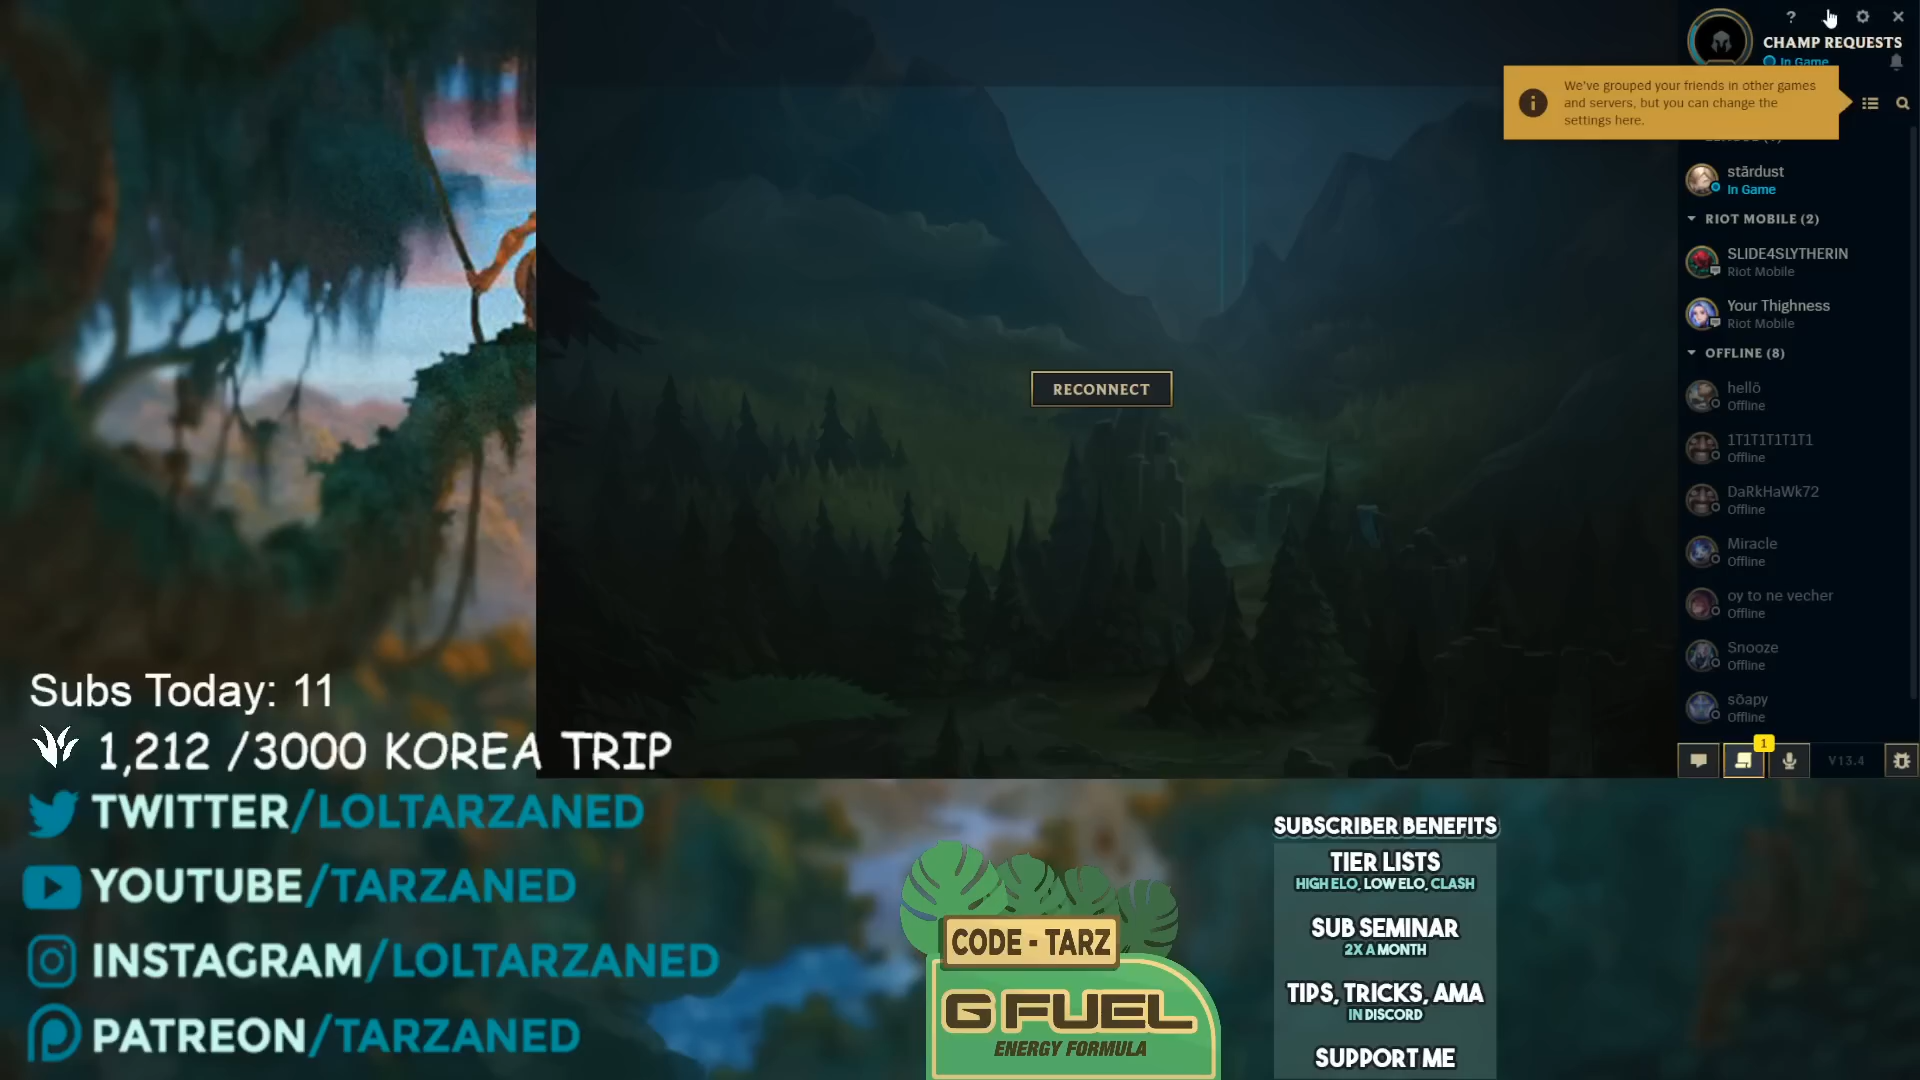 ?
CHAMP REQUESTS
In Game
We've grouped your friends in other games
and servers, but you can change the
settings here.
stārdust
In Game
RIOT MOBILE (2)
SLIDE4SLYTHERIN
Riot Mobile
Your Thighness
Riot Mobile
OFFLINE (8)
hellö
Offline
1T1T1T1T1T1
Offline
DaRkHaWk72
Offline
Miracle
Offline
oy to ne vecher
Offline
Snooze
Offline
sõapy
Offline
1
V13.4
RECONNECT
Subs Today: 11
1,212 /3000 KOREA TRIP
TWITTER/LOLTARZANED
YOUTUBE/TARZANED
INSTAGRAM/LOLTARZANED
PATREON/TARZANED
CODE - TARZ
G FUEL
ENERGY FORMULA
SUBSCRIBER BENEFITS
TIER LISTS
HIGH ELO, LOW ELO, CLASH
SUB SEMINAR
2X A MONTH
TIPS, TRICKS, AMA
IN DISCORD
SUPPORT ME